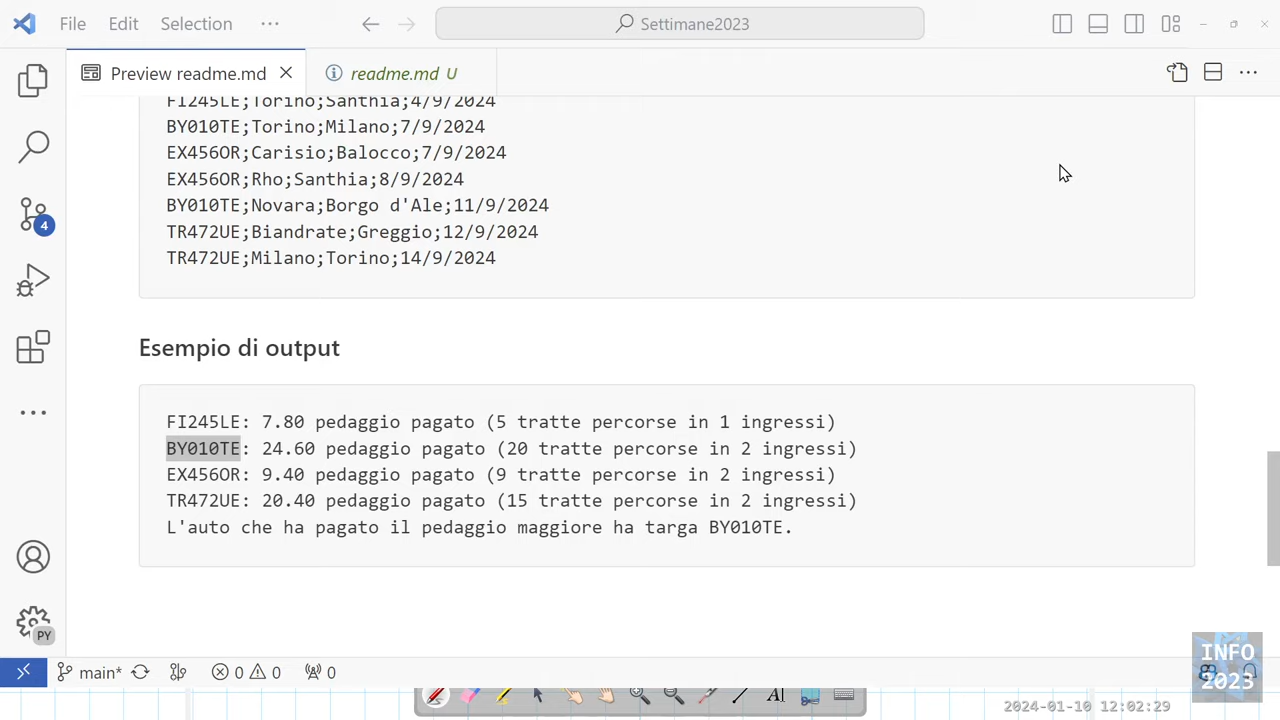 File Edit Selection ··· Settimane2023
Preview readme.md readme.md U
FI245LE;Torino;Santhia;4/9/2024
BY010TE;Torino;Milano;7/9/2024
EX456OR;Carisio;Balocco;7/9/2024
EX456OR;Rho;Santhia;8/9/2024
BY010TE;Novara;Borgo d'Ale;11/9/2024
TR472UE;Biandrate;Greggio;12/9/2024
TR472UE;Milano;Torino;14/9/2024
4
Esempio di output
FI245LE: 7.80 pedaggio pagato (5 tratte percorse in 1 ingressi)
BY010TE: 24.60 pedaggio pagato (20 tratte percorse in 2 ingressi)
EX456OR: 9.40 pedaggio pagato (9 tratte percorse in 2 ingressi)
TR472UE: 20.40 pedaggio pagato (15 tratte percorse in 2 ingressi)
L'auto che ha pagato il pedaggio maggiore ha targa BY010TE.
PY
main* 0 0 0
INFO
2023
2024-01-10 12:02:29